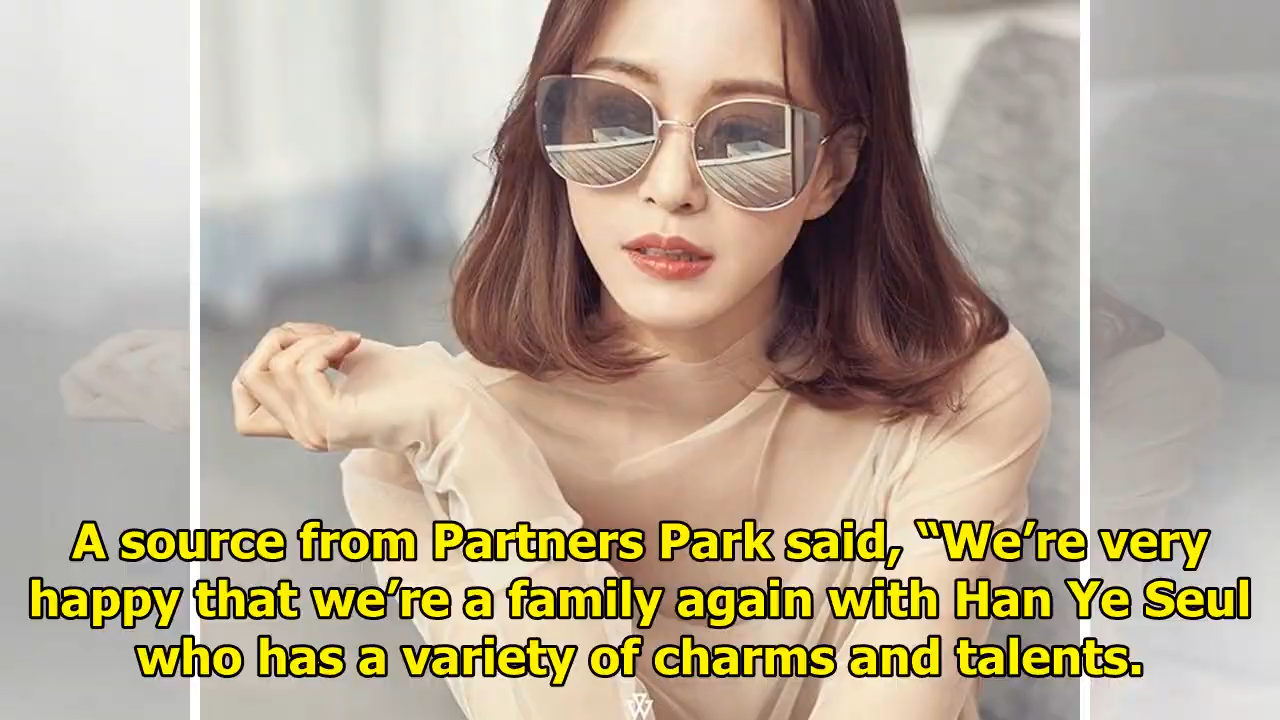 A source from Partners Park said, “We’re very
happy that we’re a family again with Han Ye Seul
who has a variety of charms and talents.